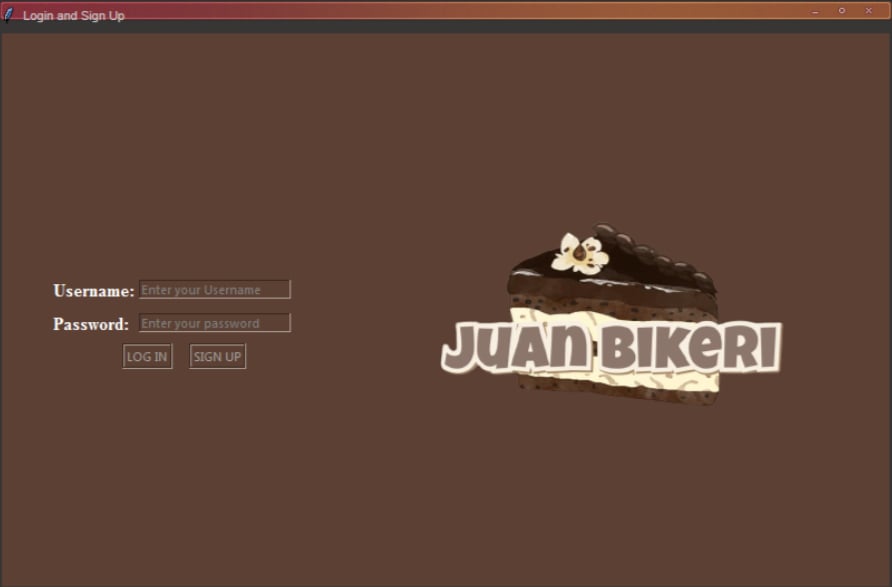 Login and Sign Up
Username: Enter your Username
Password: Enter your password
LOG IN SIGN UP
JUAN BIKERI